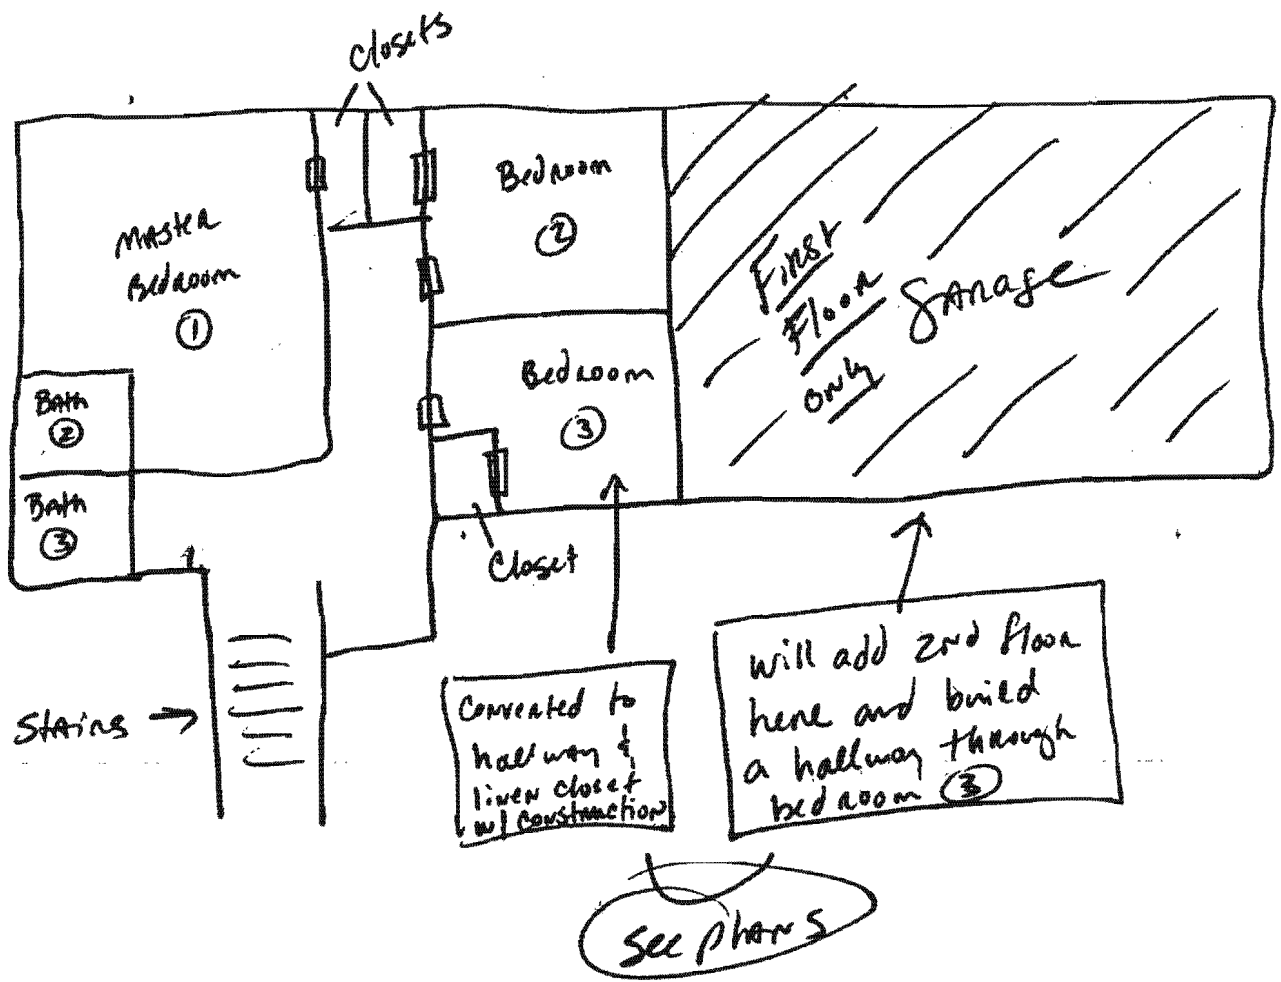 Closets
Master
Bedroom
1
Bedroom
2
Bedroom
3
First
Floor
only
Garage
Bath
2
Bath
3
Closet
Stairs
Converted to
hallway &
linen closet
w/ construction
will add 2nd floor
here and build
a hallway through
bedroom 3
See plans